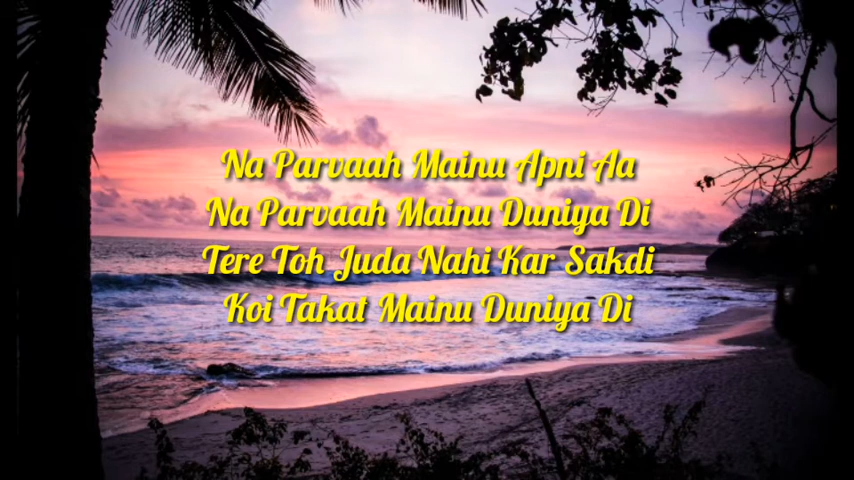 Na Parvaah Mainu Apni Aa
Na Parvaah Mainu Duniya Di
Tere Toh Juda Nahi Kar Sakdi
Koi Takat Mainu Duniya Di